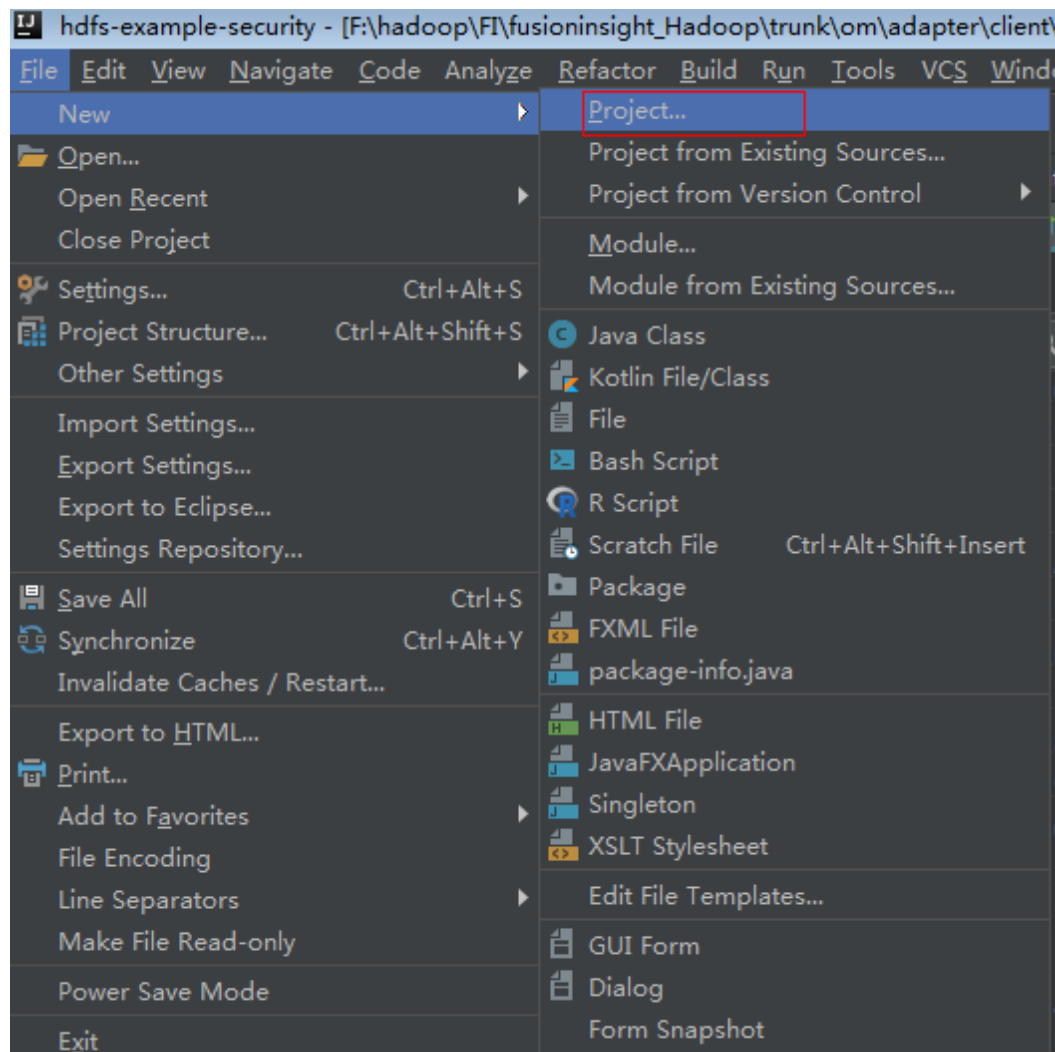 IJ hdfs-example-security - [F:\hadoop\FI\fusioninsight_Hadoop\trunk\om\adapter\client\
File Edit View Navigate Code Analyze Refactor Build Run Tools VCS Windo
New
Open...
Open Recent
Close Project
Settings... Ctrl+Alt+S
Project Structure... Ctrl+Alt+Shift+S
Other Settings
Import Settings...
Export Settings...
Export to Eclipse...
Settings Repository...
Save All Ctrl+S
Synchronize Ctrl+Alt+Y
Invalidate Caches / Restart...
Export to HTML...
Print...
Add to Favorites
File Encoding
Line Separators
Make File Read-only
Power Save Mode
Exit
Project...
Project from Existing Sources...
Project from Version Control
Module...
Module from Existing Sources...
Java Class
Kotlin File/Class
File
Bash Script
R Script
Scratch File Ctrl+Alt+Shift+Insert
Package
FXML File
package-info.java
HTML File
JavaFXApplication
Singleton
XSLT Stylesheet
Edit File Templates...
GUI Form
Dialog
Form Snapshot